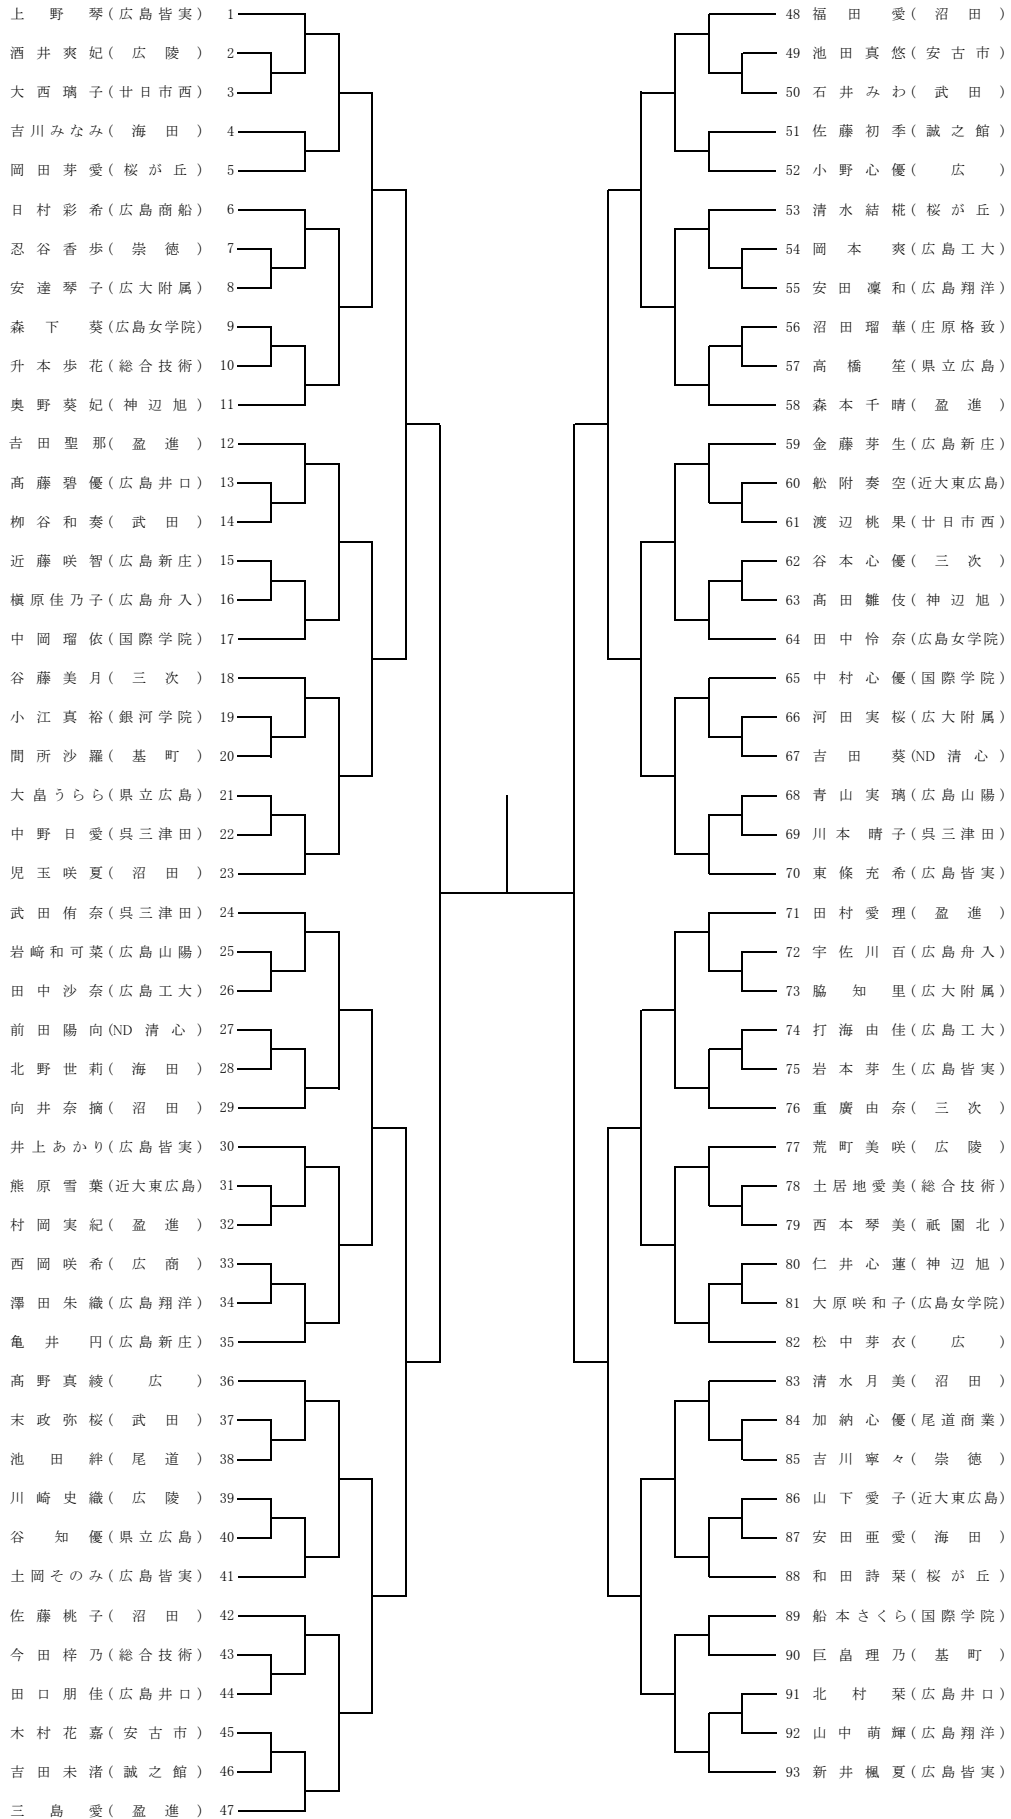 上野琴(広島皆実) 1
酒井爽妃(広陵) 2
大西璃子(廿日市西) 3
吉川みなみ(海田) 4
岡田芽愛(桜が丘) 5
日村彩希(広島商船) 6
忍谷香歩(崇徳) 7
安達琴子(広大附属) 8
森下葵(広島女学院) 9
升本歩花(総合技術) 10
奥野葵妃(神辺旭) 11
吉田聖那(盈進) 12
髙藤碧優(広島井口) 13
栁谷和奏(武田) 14
近藤咲智(広島新庄) 15
槇原佳乃子(広島舟入) 16
中岡瑠依(国際学院) 17
谷藤美月(三次) 18
小江真裕(銀河学院) 19
間所沙羅(基町) 20
大畠うらら(県立広島) 21
中野日愛(呉三津田) 22
児玉咲夏(沼田) 23
武田侑奈(呉三津田) 24
岩﨑和可菜(広島山陽) 25
田中沙奈(広島工大) 26
前田陽向(ND清心) 27
北野世莉(海田) 28
向井奈摘(沼田) 29
井上あかり(広島皆実) 30
熊原雪葉(近大東広島) 31
村岡実紀(盈進) 32
西岡咲希(広商) 33
澤田朱織(広島翔洋) 34
亀井円(広島新庄) 35
髙野真綾(広) 36
末政弥桜(武田) 37
池田絆(尾道) 38
川崎史織(広陵) 39
谷知優(県立広島) 40
土岡そのみ(広島皆実) 41
佐藤桃子(沼田) 42
今田梓乃(総合技術) 43
田口朋佳(広島井口) 44
木村花嘉(安古市) 45
吉田未渚(誠之館) 46
三島愛(盈進) 47
48 福田愛(沼田)
49 池田真悠(安古市)
50 石井みわ(武田)
51 佐藤初季(誠之館)
52 小野心優(広)
53 清水結椛(桜が丘)
54 岡本爽(広島工大)
55 安田凜和(広島翔洋)
56 沼田瑠華(庄原格致)
57 高橋笙(県立広島)
58 森本千晴(盈進)
59 金藤芽生(広島新庄)
60 舩附奏空(近大東広島)
61 渡辺桃果(廿日市西)
62 谷本心優(三次)
63 髙田雛伎(神辺旭)
64 田中怜奈(広島女学院)
65 中村心優(国際学院)
66 河田実桜(広大附属)
67 吉田葵(ND清心)
68 青山実璃(広島山陽)
69 川本晴子(呉三津田)
70 東條充希(広島皆実)
71 田村愛理(盈進)
72 宇佐川百(広島舟入)
73 脇知里(広大附属)
74 打海由佳(広島工大)
75 岩本芽生(広島皆実)
76 重廣由奈(三次)
77 荒町美咲(広陵)
78 土居地愛美(総合技術)
79 西本琴美(祇園北)
80 仁井心蓮(神辺旭)
81 大原咲和子(広島女学院)
82 松中芽衣(広)
83 清水月美(沼田)
84 加納心優(尾道商業)
85 吉川寧々(崇徳)
86 山下愛子(近大東広島)
87 安田亜愛(海田)
88 和田詩栞(桜が丘)
89 船本さくら(国際学院)
90 巨畠理乃(基町)
91 北村栞(広島井口)
92 山中萌輝(広島翔洋)
93 新井楓夏(広島皆実)